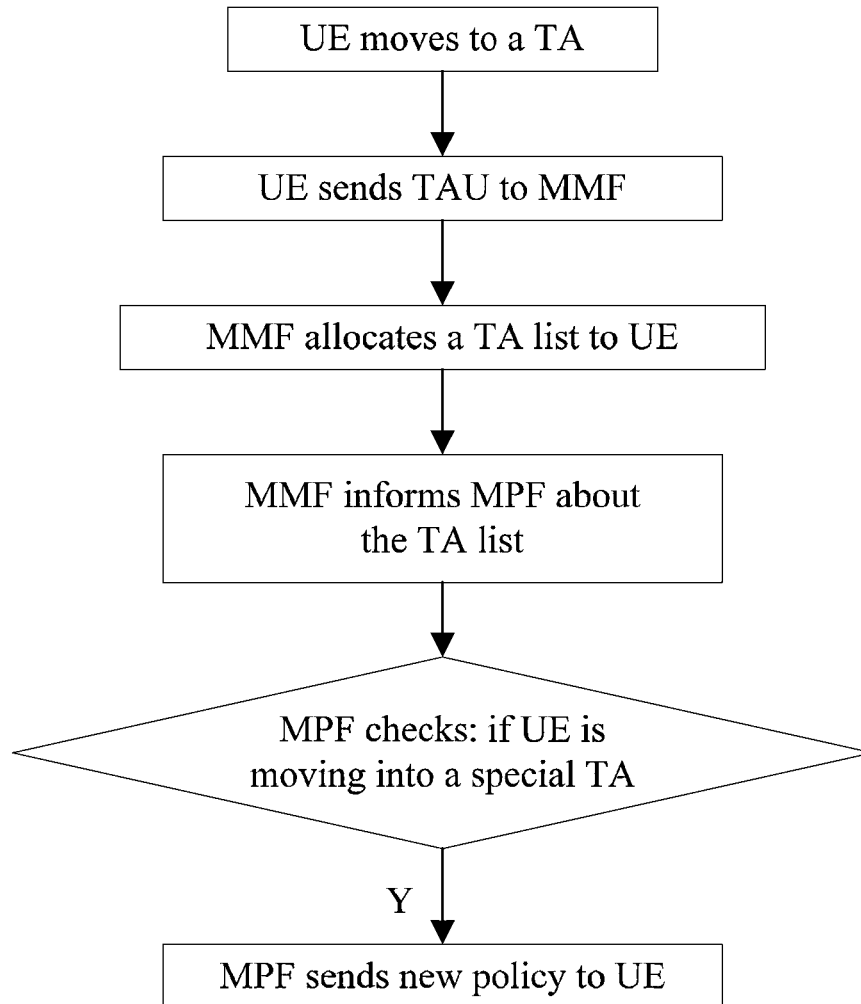 UE moves to a TA
UE sends TAU to MMF
MMF allocates a TA list to UE
MMF informs MPF about
the TA list
MPF checks: if UE is
moving into a special TA
Y
MPF sends new policy to UE